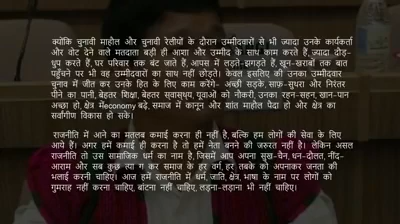 क्योंकि चुनावी माहौल और चुनावी रैलीयों के दौरान उम्मीदवारों से भी ज्यादा उनके कार्यकर्ता
और वोट देने वाले मतदाता बड़ी ही आशा और उम्मीद के साथ काम करते हैं,ज्यादा दौड़-
धुप करते हैं, घर परिवार तक बंट जाते हैं,आपस में लड़ते-झगड़ते हैं,खून-खराबों तक बात
पहुँचने पर भी वह उम्मीदवारों का साथ नहीं छोड़ते। केवल इसलिए की उनका उम्मीदवार
चुनाव में जीत कर उनके हित के लिए काम करेंगे- अच्छी सड़के,साफ़-सुथरा और निरंतर
पीने का पानी,बेहतर शिक्षा,बेहतर स्वास्थ्य,युवाओं को नौकरी,उनका रहन-सहन,खान-पान
अच्छा हो,क्षेत्र मेंeconomy बढ़े,समाज में कानून और शांत माहौल पैदा हो और क्षेत्र का
सर्वांगीण विकास हो सके।
राजनीति में आने का मतलब कमाई करना ही नहीं है,बल्कि हम लोगों की सेवा के लिए
आये हैं। अगर हमें कमाई ही करना है तो हमें नेता बनने की जरुरत नहीं है। लेकिन असल
राजनीति तो उस सामाजिक धर्म का नाम है,जिसमें आप अपना सुख-चैन,धन-दौलत,नींद-
आराम और सब कुछ त्याग कर समाज के हर वर्ग,हर तबके को अपनाकर जनता की
भलाई करनी चाहिए। आज हमें राजनीति में धर्म,जाति,क्षेत्र,भाषा के नाम पर लोगों को
गुमराह नहीं करना चाहिए,बांटना नहीं चाहिए,लड़ना-लड़ाना भी नहीं चाहिए।